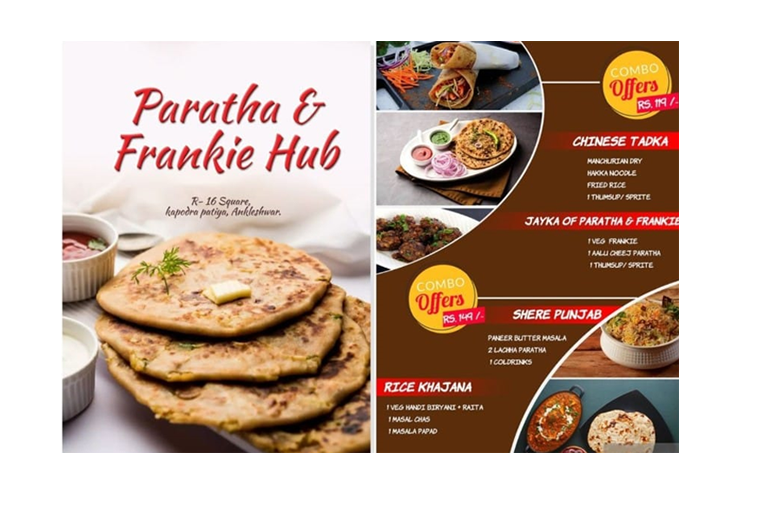 Paratha &
Frankie Hub
R- 16 Square,
kapodra patiya, Ankleshwar.
COMBO
Offers
RS. 119 /-
CHINESE TADKA
MANCHURIAN DRY
HAKKA NOODLE
FRIED RICE
1 THUMSUP/ SPRITE
JAYKA OF PARATHA & FRANKIE
1 VEG FRANKIE
1 AALU CHEEJ PARATHA
1 THUMSUP/ SPRITE
COMBO
Offers
RS. 149 /-
SHERE PUNJAB
PANEER BUTTER MASALA
2 LACHHA PARATHA
1 COLDRINKS
RICE KHAJANA
1 VEG HANDI BIRYANI + RAITA
1 MASAL CHAS
1 MASALA PAPAD